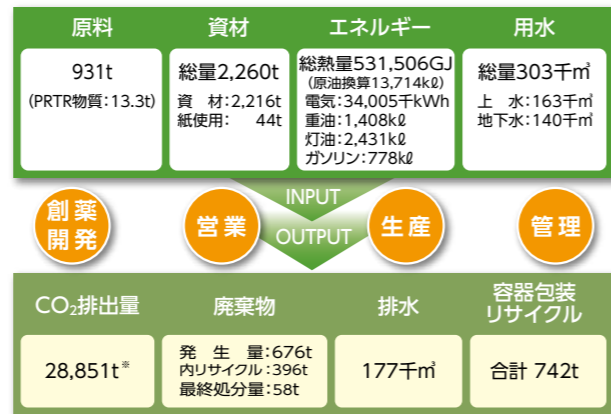 原料
931t
(PRTR物質:13.3t)
資材
総量2,260t
資　材:2,216t
紙使用:　44t
エネルギー
総熱量531,506GJ
(原油換算13,714kℓ)
電気:34,005千kWh
重油:1,408kℓ
灯油:2,431kℓ
ガソリン:778kℓ
用水
総量303千㎥
上　水:163千㎥
地下水:140千㎥
INPUT
OUTPUT
創薬
開発
営業
生産
管理
CO₂排出量
28,851t※
廃棄物
発　生　量:676t
内リサイクル:396t
最終処分量:58t
排水
177千㎥
容器包装
リサイクル
合計 742t